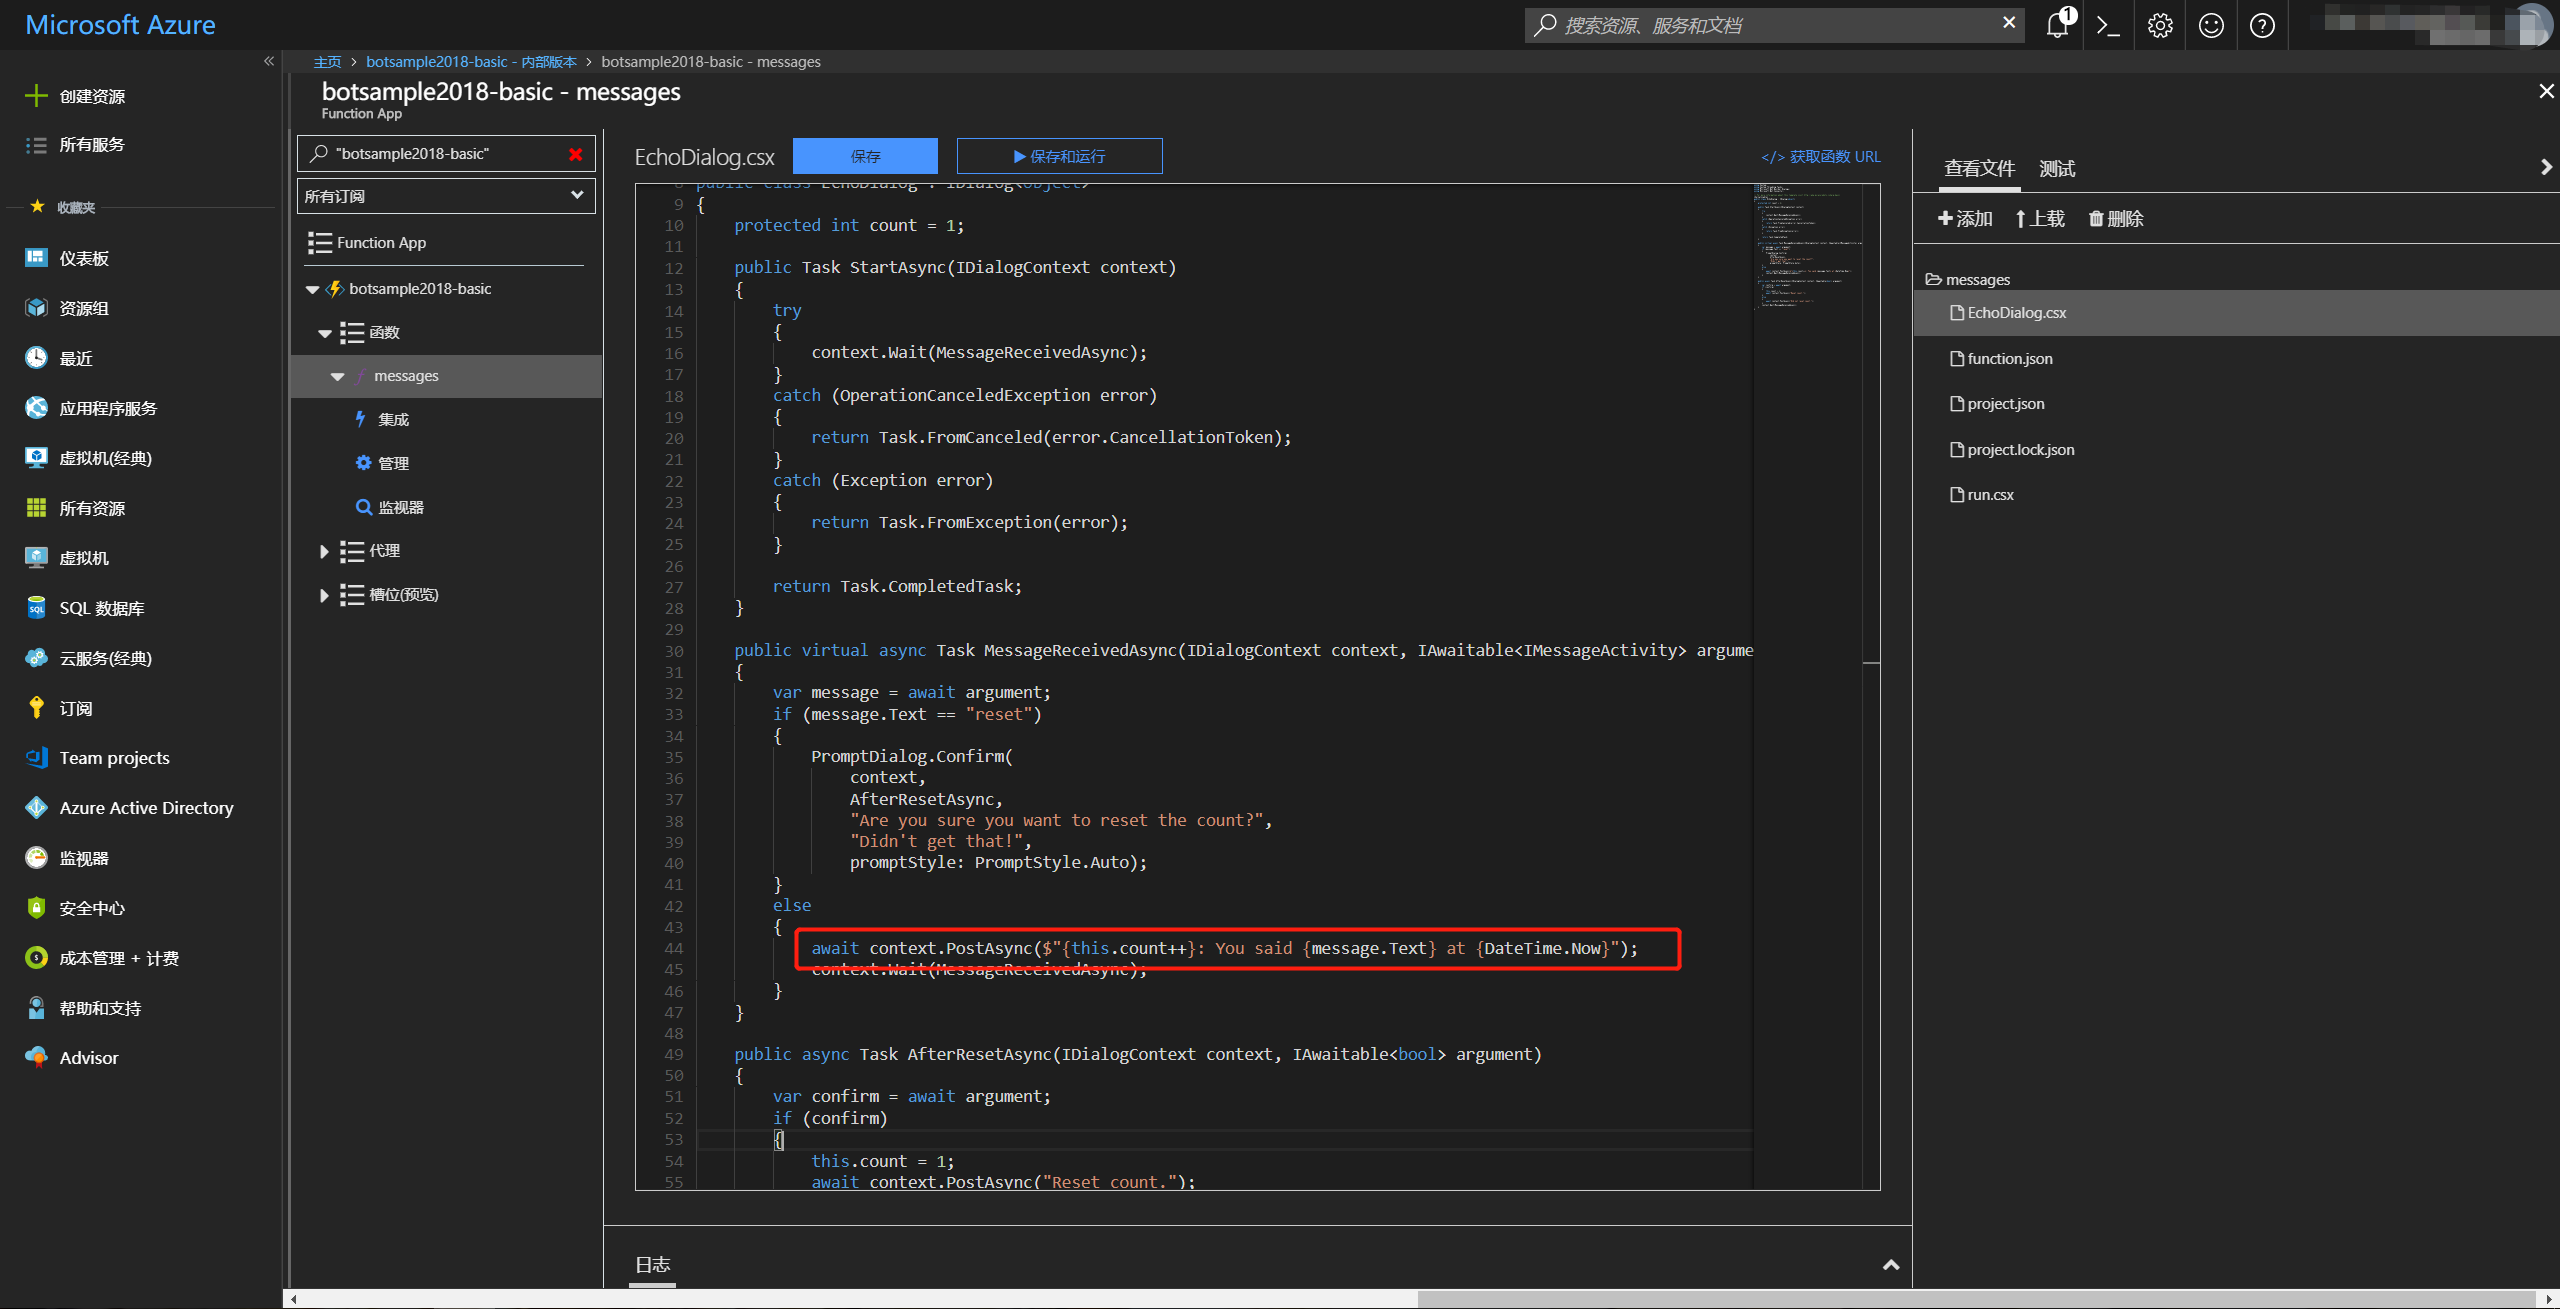 Microsoft Azure
搜索资源、服务和文档
1
主页 > botsample2018-basic - 内部版本 > botsample2018-basic - messages
botsample2018-basic - messages
Function App
创建资源
所有服务
收藏夹
仪表板
资源组
最近
应用程序服务
虚拟机(经典)
所有资源
虚拟机
SQL 数据库
云服务(经典)
订阅
Team projects
Azure Active Directory
监视器
安全中心
成本管理 + 计费
帮助和支持
Advisor
"botsample2018-basic"
所有订阅
Function App
botsample2018-basic
函数
messages
集成
管理
监视器
代理
槽位(预览)
EchoDialog.csx
保存
保存和运行
</> 获取函数 URL
8 public class EchoDialog : IDialog<object>
9 {
10 protected int count = 1;
11
12 public Task StartAsync(IDialogContext context)
13 {
14 try
15 {
16 context.Wait(MessageReceivedAsync);
17 }
18 catch (OperationCanceledException error)
19 {
20 return Task.FromCanceled(error.CancellationToken);
21 }
22 catch (Exception error)
23 {
24 return Task.FromException(error);
25 }
26
27 return Task.CompletedTask;
28 }
29
30 public virtual async Task MessageReceivedAsync(IDialogContext context, IAwaitable<IMessageActivity> argume
31 {
32 var message = await argument;
33 if (message.Text == "reset")
34 {
35 PromptDialog.Confirm(
36 context,
37 AfterResetAsync,
38 "Are you sure you want to reset the count?",
39 "Didn't get that!",
40 promptStyle: PromptStyle.Auto);
41 }
42 else
43 {
44 await context.PostAsync($"{this.count++}: You said {message.Text} at {DateTime.Now}");
45 context.Wait(MessageReceivedAsync);
46 }
47 }
48
49 public async Task AfterResetAsync(IDialogContext context, IAwaitable<bool> argument)
50 {
51 var confirm = await argument;
52 if (confirm)
53 {
54 this.count = 1;
55 await context.PostAsync("Reset count.");
日志
查看文件
测试
添加
上载
删除
messages
EchoDialog.csx
function.json
project.json
project.lock.json
run.csx